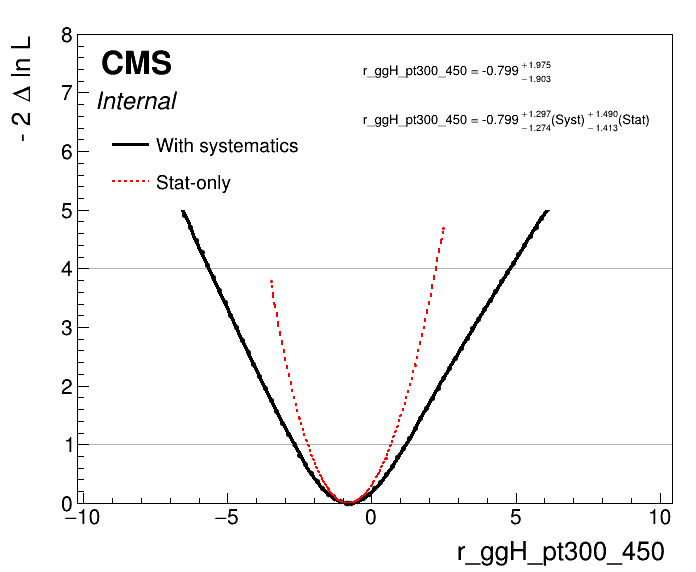 - 2 Δ ln L
8
7
6
5
4
3
2
1
0
CMS
Internal
With systematics
Stat-only
r_ggH_pt300_450 = -0.799 +1.975 −1.903
r_ggH_pt300_450 = -0.799 +1.297 −1.274 (Syst) +1.490 −1.413 (Stat)
−10 −5 0 5 10
r_ggH_pt300_450